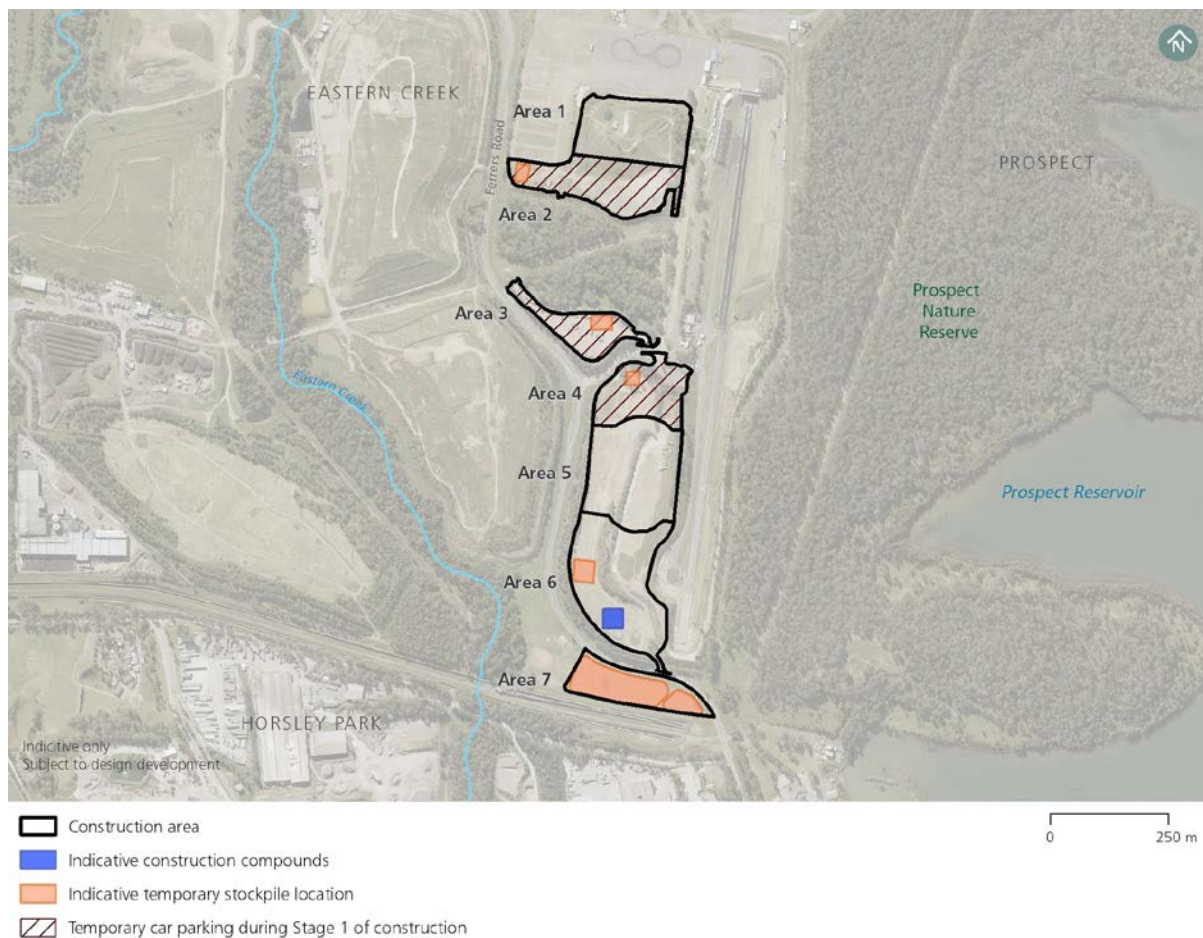 N
EASTERN CREEK
Area 1
PROSPECT
Ferrers Road
Area 2
Prospect
Nature
Reserve
Area 3
Eastern Creek
Area 4
Area 5
Prospect Reservoir
Area 6
Area 7
HORSLEY PARK
Indicitive only
Subject to design development
Construction area
0 250 m
Indicative construction compounds
Indicative temporary stockpile location
Temporary car parking during Stage 1 of construction